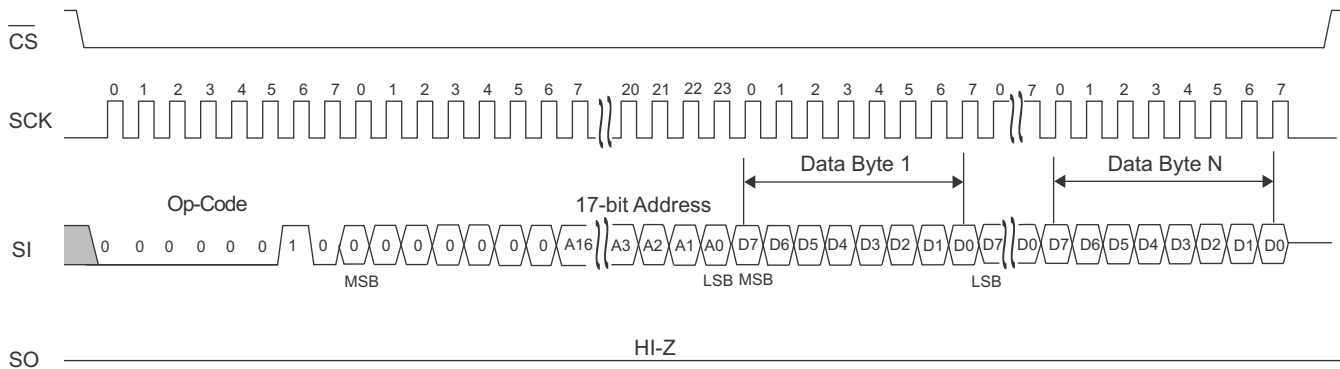 CS
0 1 2 3 4 5 6 7 0 1 2 3 4 5 6 7 20 21 22 23 0 1 2 3 4 5 6 7 0 7 0 1 2 3 4 5 6 7
SCK
Data Byte 1 Data Byte N
Op-Code 17-bit Address
SI 0 0 0 0 0 0 1 0 0 0 0 0 0 0 0 A16 A3 A2 A1 A0 D7 D6 D5 D4 D3 D2 D1 D0 D7 D0 D7 D6 D5 D4 D3 D2 D1 D0
MSB LSB MSB LSB
HI-Z
SO